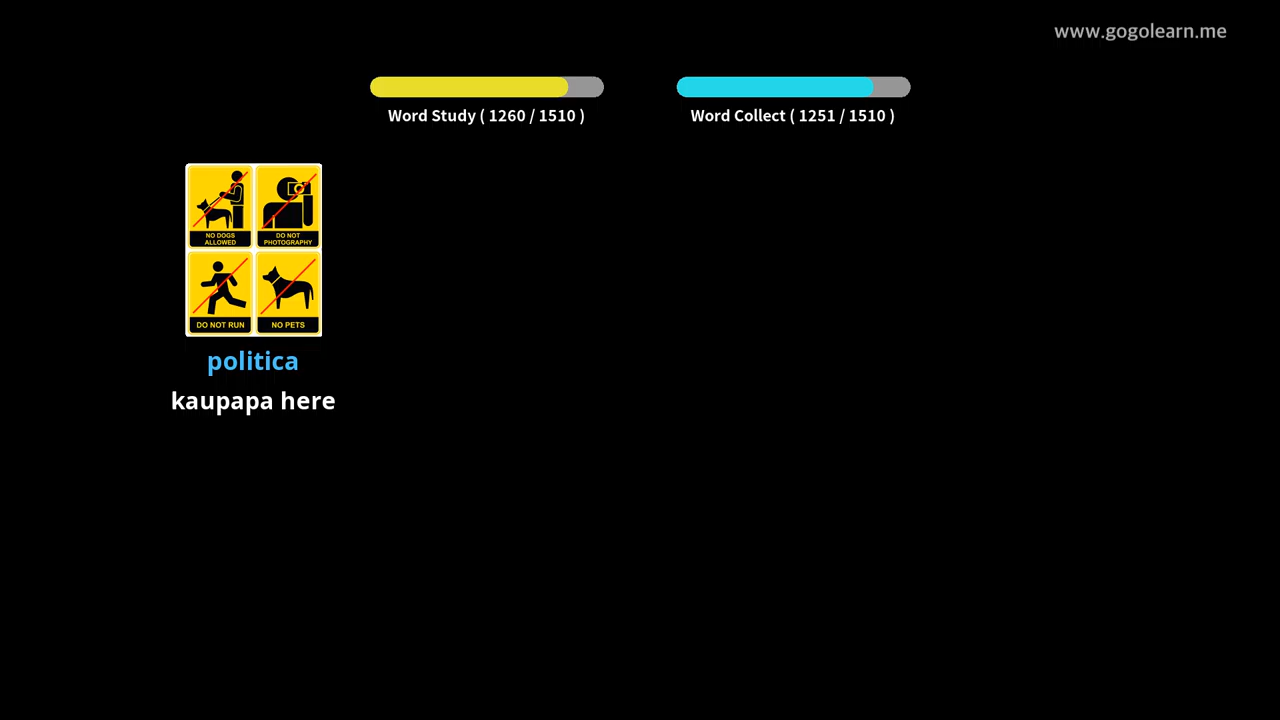 www.gogolearn.me
Word Study ( 1260 / 1510 )
Word Collect ( 1251 / 1510 )
NO DOGS
ALLOWED
DO NOT
PHOTOGRAPHY
DO NOT RUN
NO PETS
politica
kaupapa here